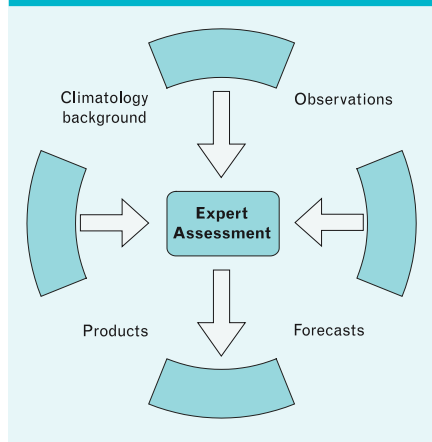 Climatology
background
Observations
Expert
Assessment
Products
Forecasts